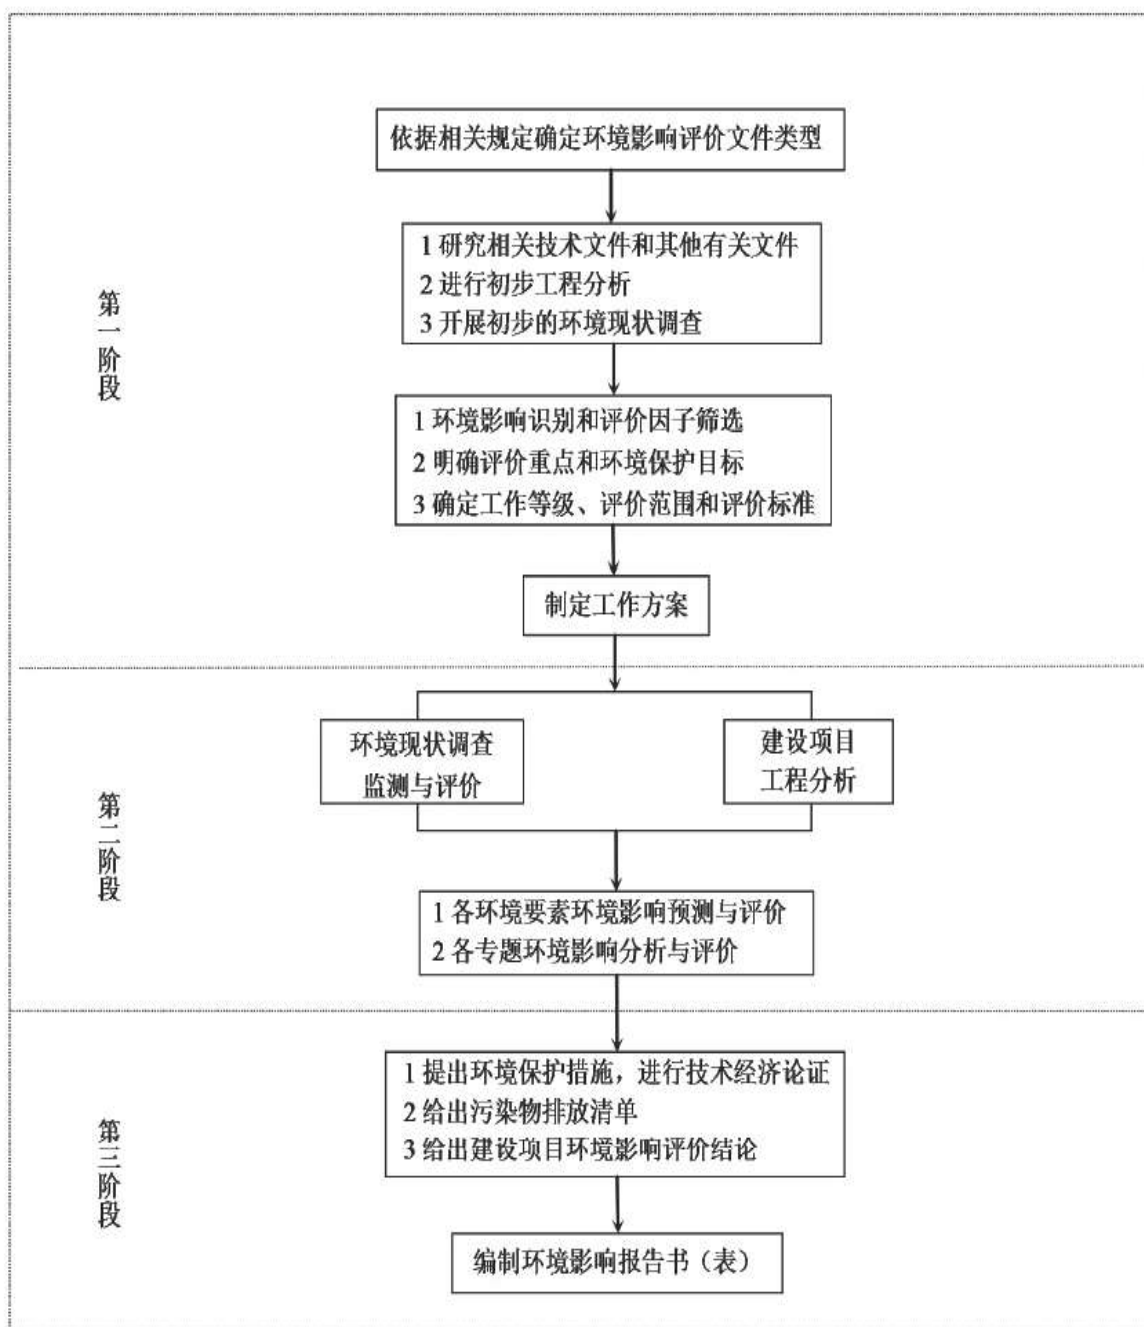 第一阶段
依据相关规定确定环境影响评价文件类型
1 研究相关技术文件和其他有关文件
2 进行初步工程分析
3 开展初步的环境现状调查
1 环境影响识别和评价因子筛选
2 明确评价重点和环境保护目标
3 确定工作等级、评价范围和评价标准
制定工作方案
第二阶段
环境现状调查
监测与评价
建设项目
工程分析
1 各环境要素环境影响预测与评价
2 各专题环境影响分析与评价
第三阶段
1 提出环境保护措施，进行技术经济论证
2 给出污染物排放清单
3 给出建设项目环境影响评价结论
编制环境影响报告书（表）